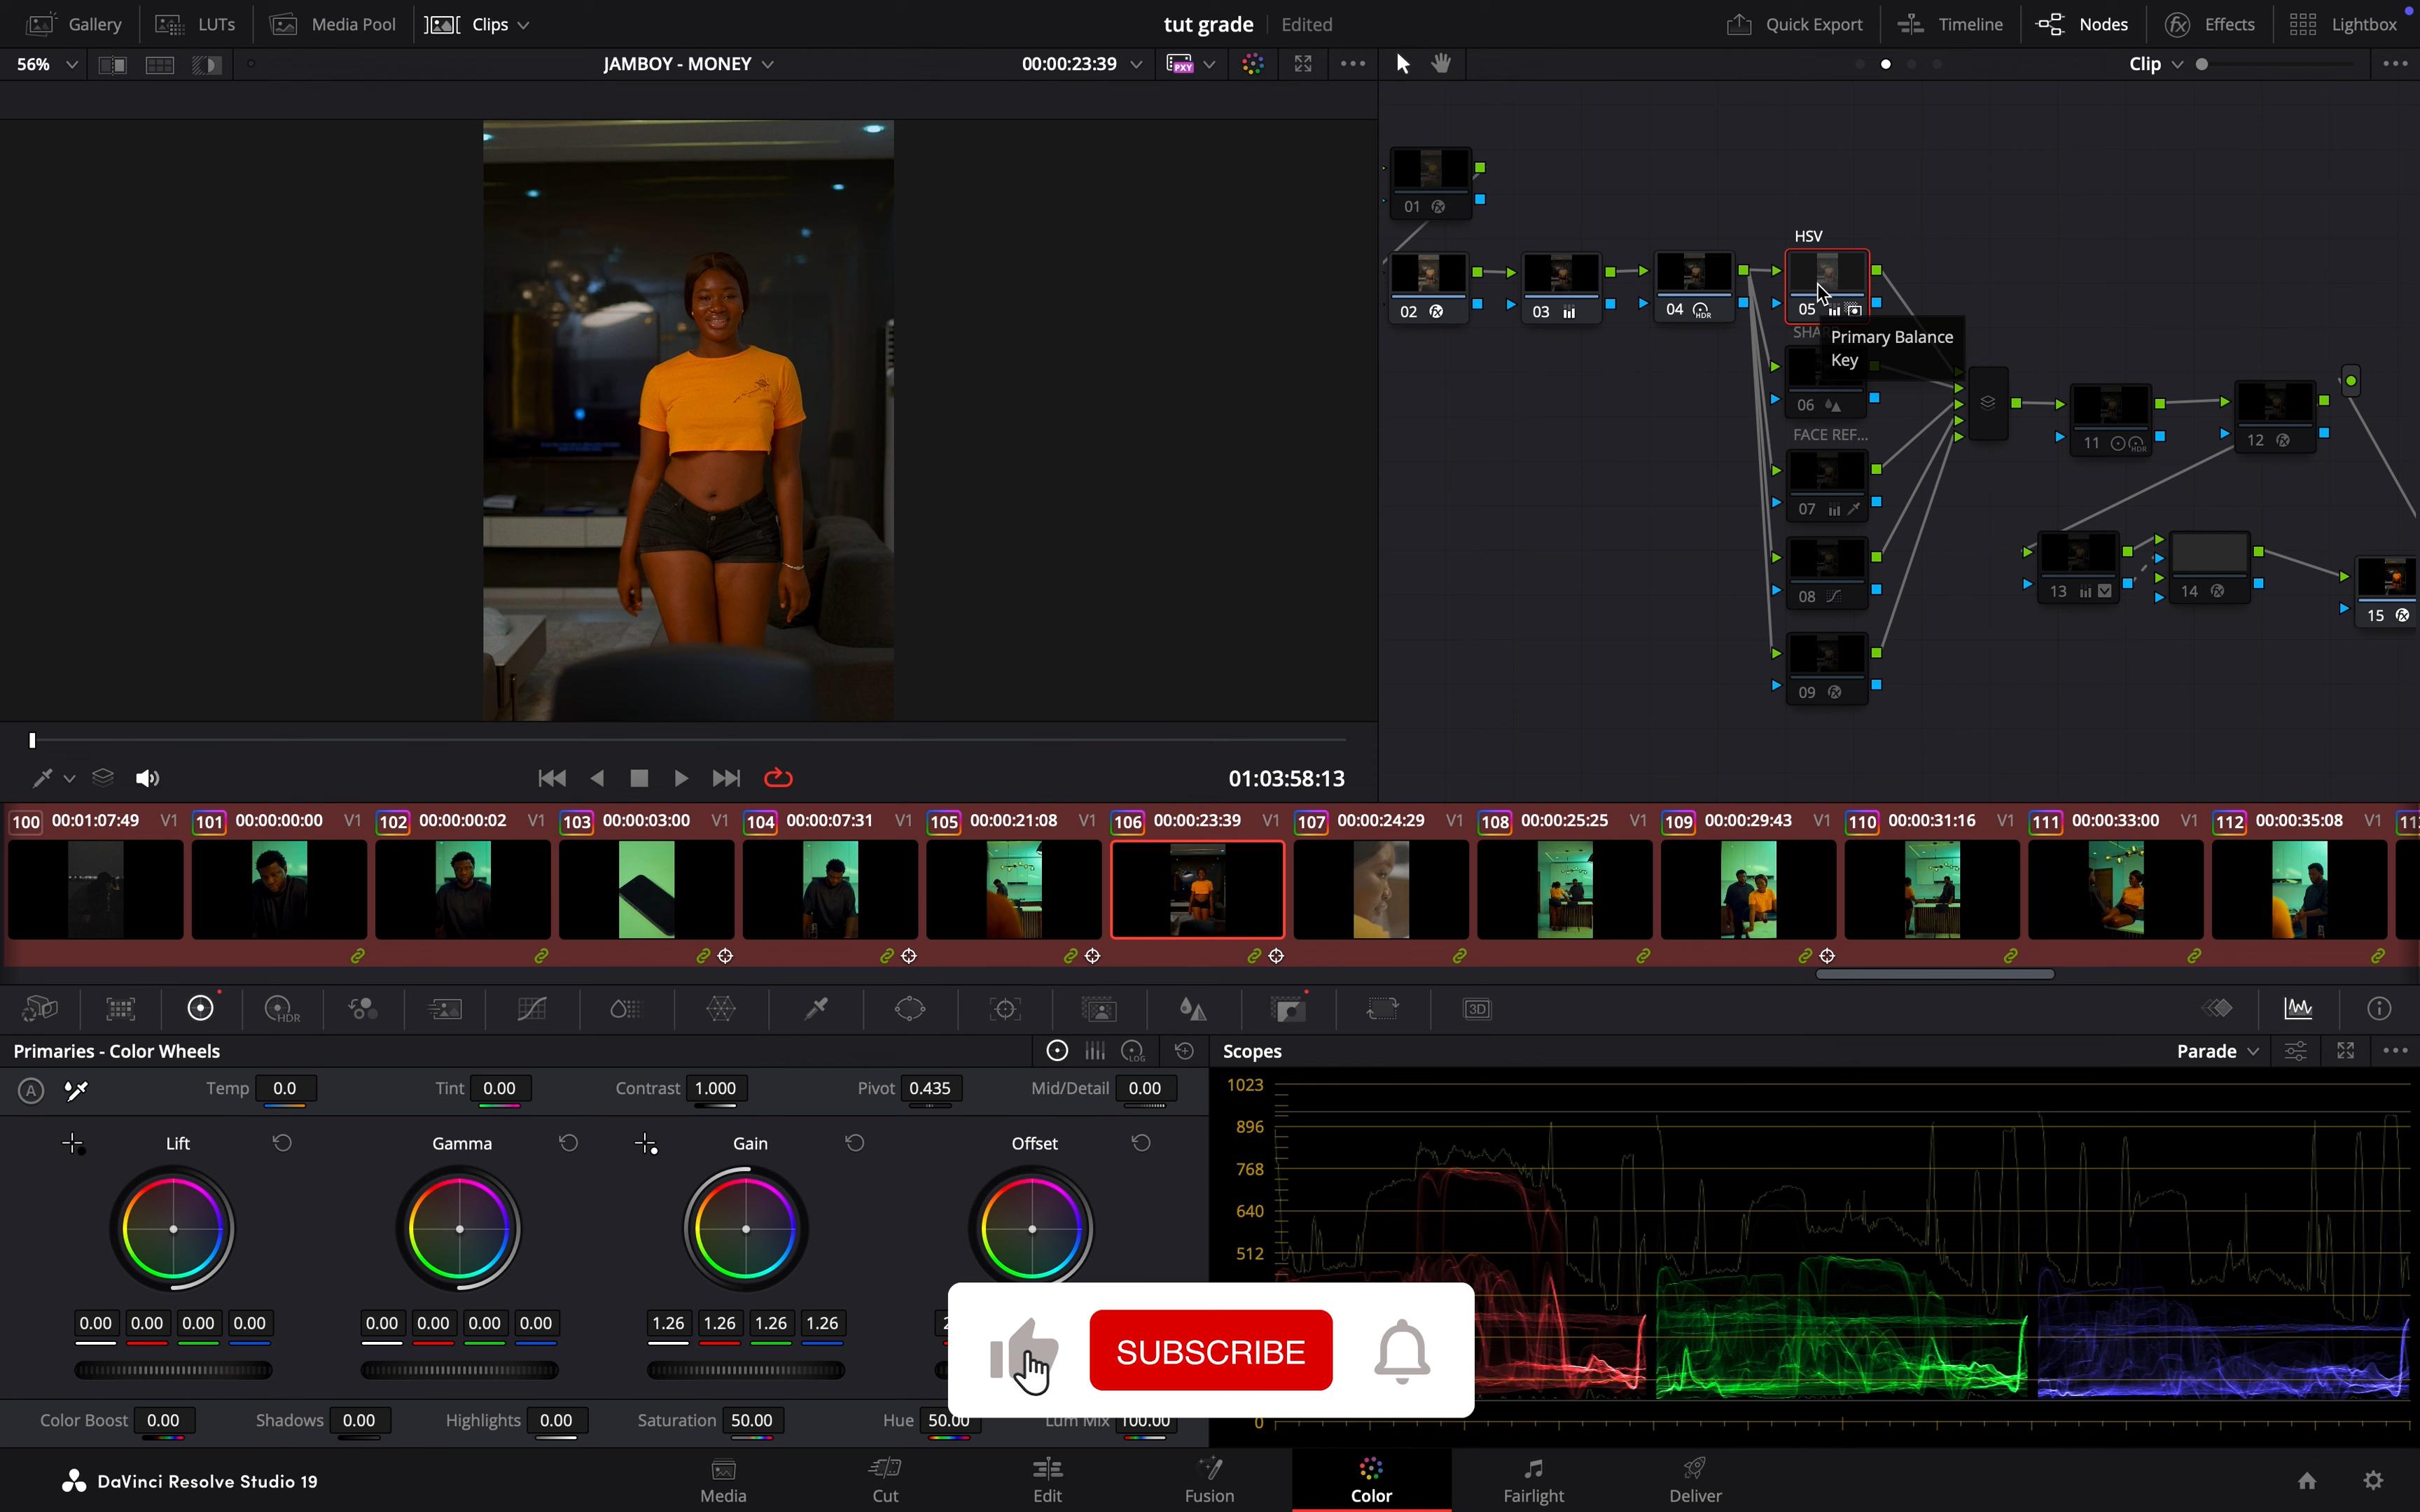 Gallery LUTs Media Pool Clips tut grade Edited Quick Export Timeline Nodes Effects Lightbox
56% JAMBOY - MONEY 00:00:23:39 PXY Clip
01
HSV
02 03 04 HDR 05
SHA
Primary Balance
Key
06
FACE REF...
07
08
09
11 HDR 12
13 14 15
01:03:58:13
100 00:01:07:49 V1 101 00:00:00:00 V1 102 00:00:00:02 V1 103 00:00:03:00 V1 104 00:00:07:31 V1 105 00:00:21:08 V1 106 00:00:23:39 V1 107 00:00:24:29 V1 108 00:00:25:25 V1 109 00:00:29:43 V1 110 00:00:31:16 V1 111 00:00:33:00 V1 112 00:00:35:08 V1 11
HDR 3D
Primaries - Color Wheels LOG Scopes Parade
A Temp 0.0 Tint 0.00 Contrast 1.000 Pivot 0.435 Mid/Detail 0.00
Lift Gamma Gain Offset
0.00 0.00 0.00 0.00 0.00 0.00 0.00 0.00 1.26 1.26 1.26 1.26 2
1023
896
768
640
512
0
SUBSCRIBE
Color Boost 0.00 Shadows 0.00 Highlights 0.00 Saturation 50.00 Hue 50.00 Lum Mix 100.00
DaVinci Resolve Studio 19 Media Cut Edit Fusion Color Fairlight Deliver